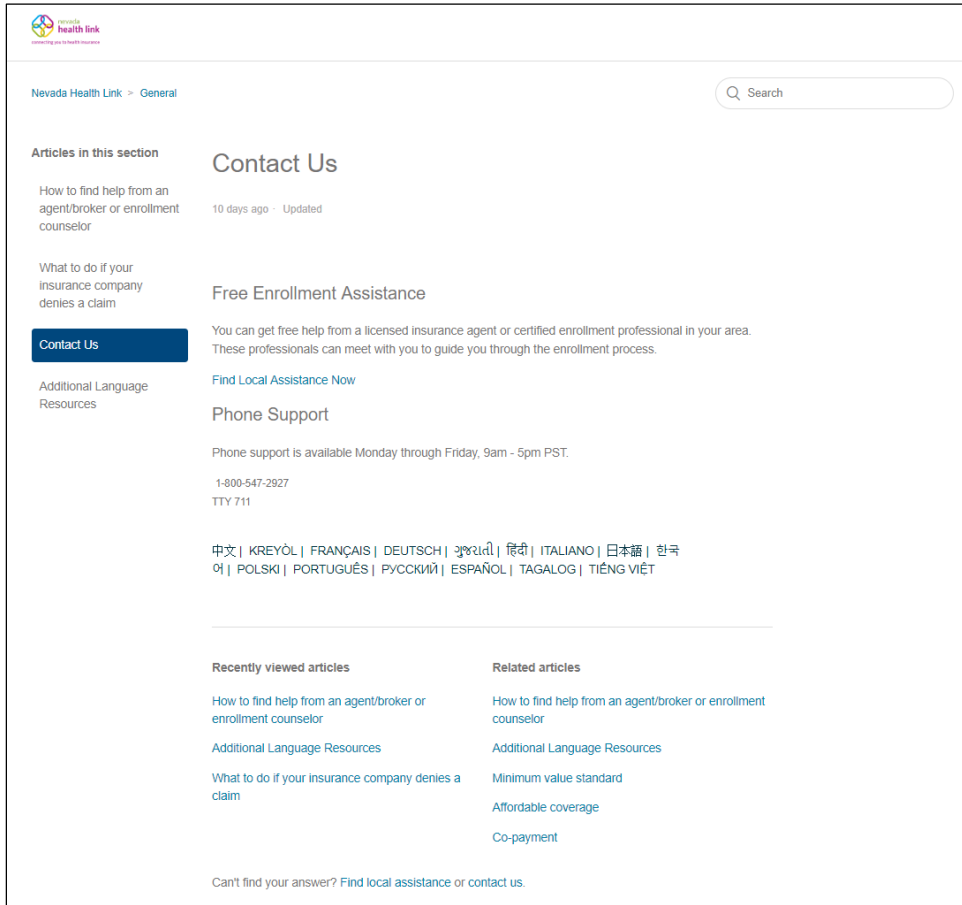 nevada
health link
connecting you to health insurance
Nevada Health Link > General
Search
Articles in this section
How to find help from an
agent/broker or enrollment
counselor
What to do if your
insurance company
denies a claim
Contact Us
Additional Language
Resources
Contact Us
10 days ago · Updated
Free Enrollment Assistance
You can get free help from a licensed insurance agent or certified enrollment professional in your area.
These professionals can meet with you to guide you through the enrollment process.
Find Local Assistance Now
Phone Support
Phone support is available Monday through Friday, 9am - 5pm PST.
1-800-547-2927
TTY 711
中文 | KREYÒL | FRANÇAIS | DEUTSCH | ગુજરાતી | हिंदी | ITALIANO | 日本語 | 한국
어 | POLSKI | PORTUGUÊS | РУССКИЙ | ESPAÑOL | TAGALOG | TIẾNG VIỆT
Recently viewed articles
How to find help from an agent/broker or
enrollment counselor
Additional Language Resources
What to do if your insurance company denies a
claim
Related articles
How to find help from an agent/broker or enrollment
counselor
Additional Language Resources
Minimum value standard
Affordable coverage
Co-payment
Can't find your answer? Find local assistance or contact us.